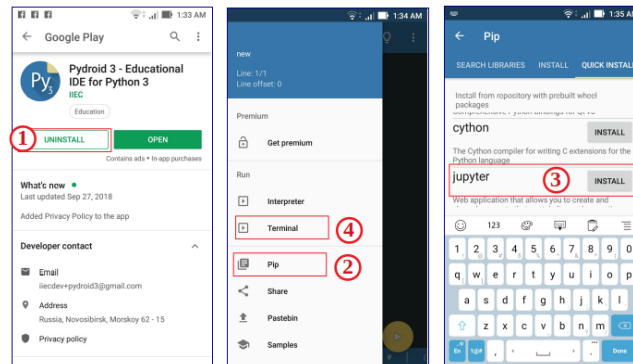 1:33 AM
Google Play
Pydroid 3 - Educational
IDE for Python 3
IIEC
Education
1
UNINSTALL
OPEN
Contains ads • In-app purchases
What's new
Last updated Sep 27, 2018
Added Privacy Policy to the app
Developer contact
Email
iiecdev+pydroid3@gmail.com
Address
Russia, Novosibirsk, Morskoy 62 - 15
Privacy policy
1:34 AM
new
Line: 1/1
Line offset: 0
Premium
Get premium
Run
Interpreter
Terminal
4
Pip
2
Share
Pastebin
Samples
1:35 AM
Pip
SEARCH LIBRARIES INSTALL QUICK INSTALL
Install from ropocitory with prebuilt whool
packages
cython
INSTALL
The Cython compiler for writing C extensions for the
Python language
jupyter
3
INSTALL
Web application that allows you to create and
123
1 2 3 4 5 6 7 8 9 0
q w e r t y u i o p
a s d f g h j k l
z x c v b n m
En !@# , . Done